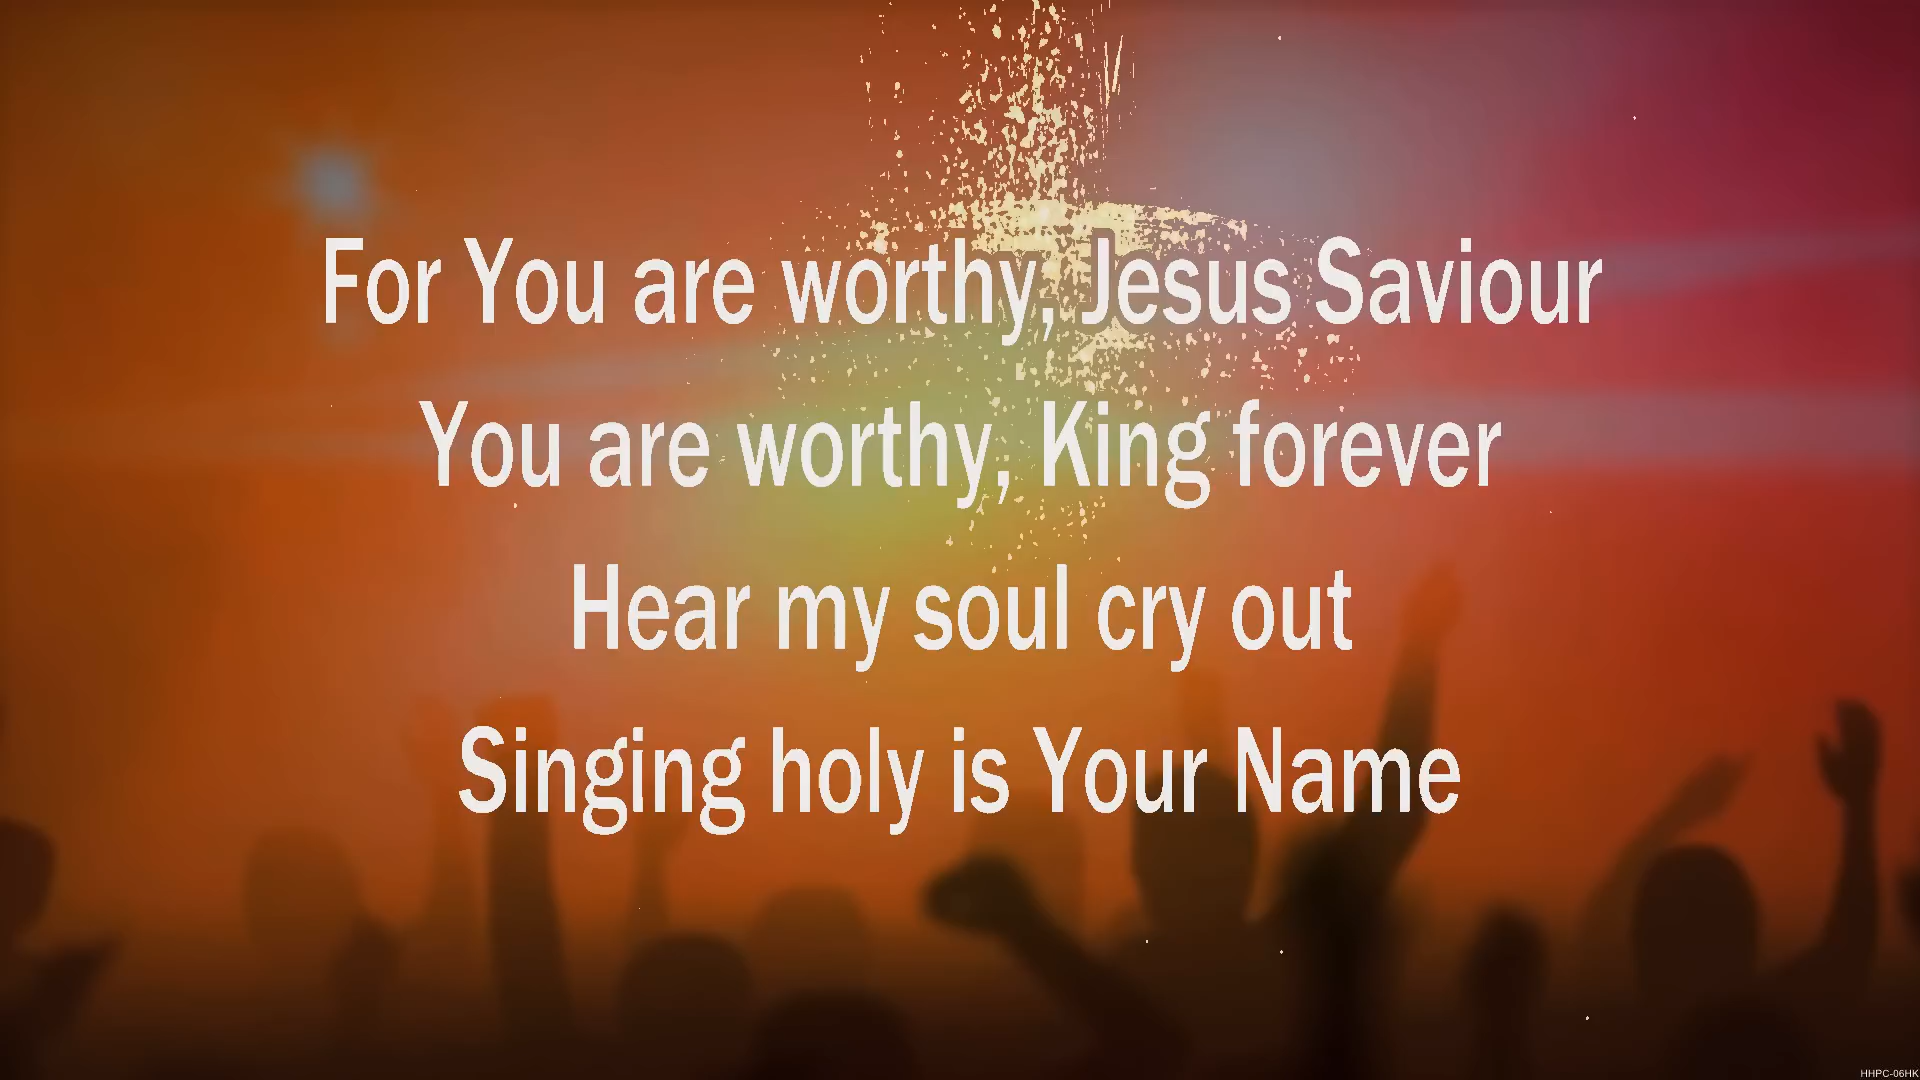 For You are worthy, Jesus Saviour
You are worthy, King forever
Hear my soul cry out
Singing holy is Your Name
HHPC-06HK